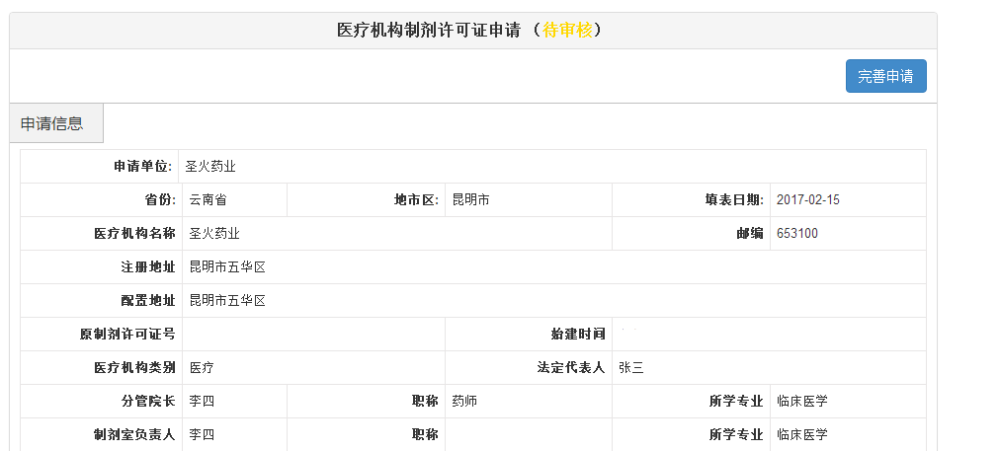 医疗机构制剂许可证申请 （待审核）
完善申请
申请信息
申请单位: 圣火药业
省份: 云南省 地市区: 昆明市 填表日期: 2017-02-15
医疗机构名称 圣火药业 邮编 653100
注册地址 昆明市五华区
配置地址 昆明市五华区
原制剂许可证号 始建时间
医疗机构类别 医疗 法定代表人 张三
分管院长 李四 职称 药师 所学专业 临床医学
制剂室负责人 李四 职称 所学专业 临床医学